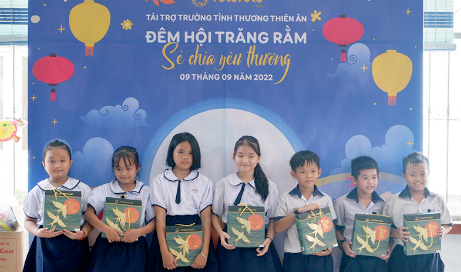 TÀI TRỢ TRƯỜNG TÌNH THƯƠNG THIÊN ÂN
ĐÊM HỘI TRĂNG RẰM
Sẻ chia yêu thương
09 THÁNG 09 NĂM 2022